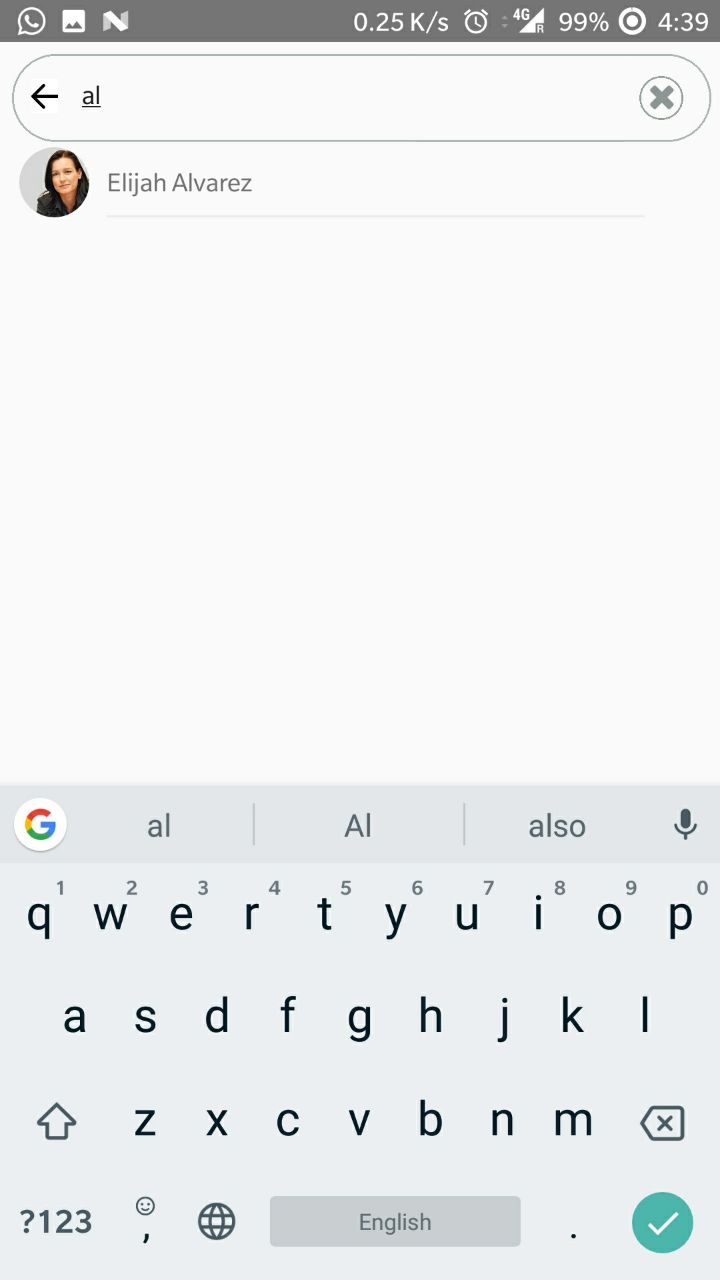 0.25 K/s 4G R 99% 4:39
al
Elijah Alvarez
al Al also
1 2 3 4 5 6 7 8 9 0
q w e r t y u i o p
a s d f g h j k l
z x c v b n m
?123 , English .